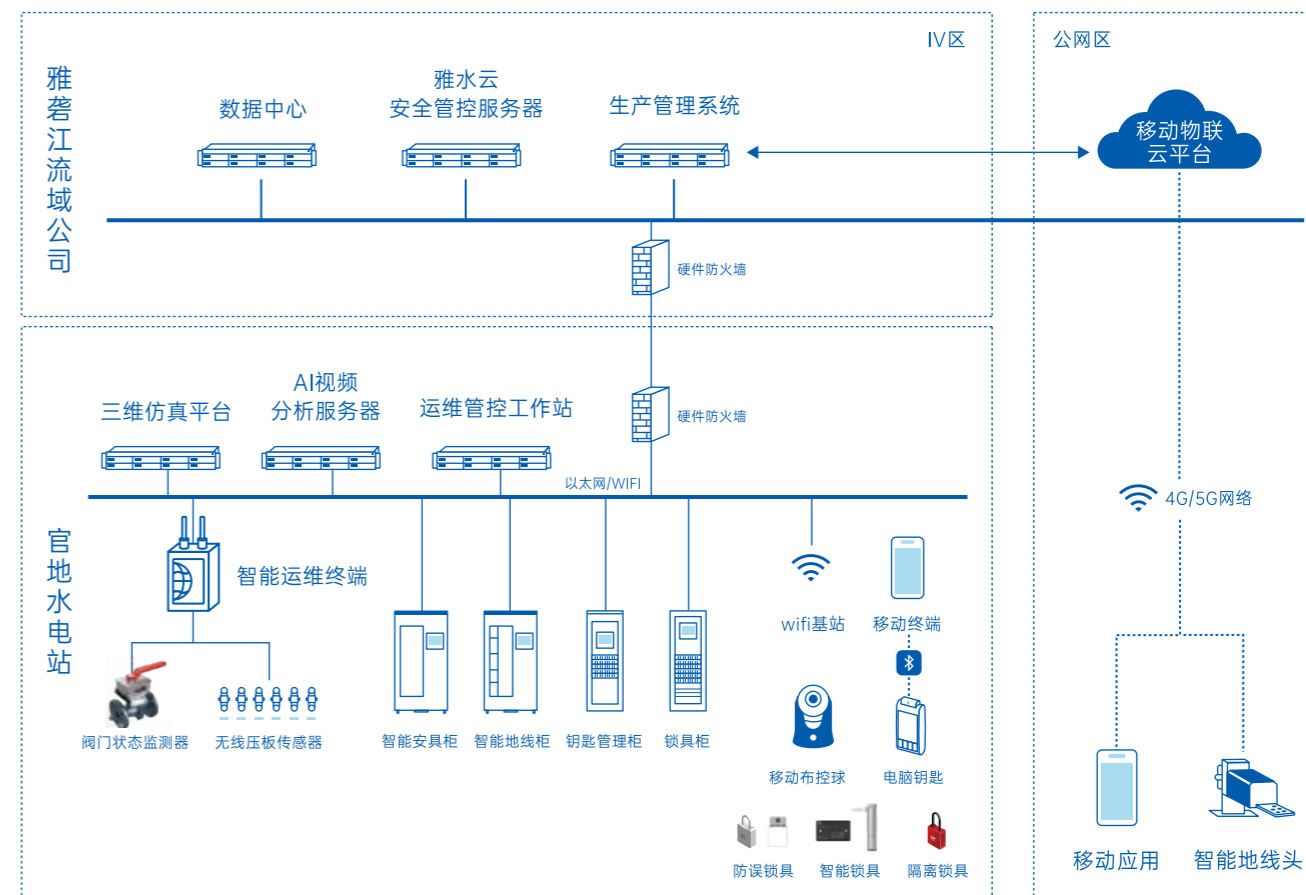 IV区
公网区
雅砻江流域公司
数据中心
雅水云
安全管控服务器
生产管理系统
移动物联
云平台
硬件防火墙
硬件防火墙
官地水电站
三维仿真平台
AI视频
分析服务器
运维管控工作站
以太网/WIFI
4G/5G网络
智能运维终端
wifi基站
移动终端
阀门状态监测器
无线压板传感器
智能安具柜
智能地线柜
钥匙管理柜
锁具柜
移动布控球
电脑钥匙
防误锁具
智能锁具
隔离锁具
移动应用
智能地线头